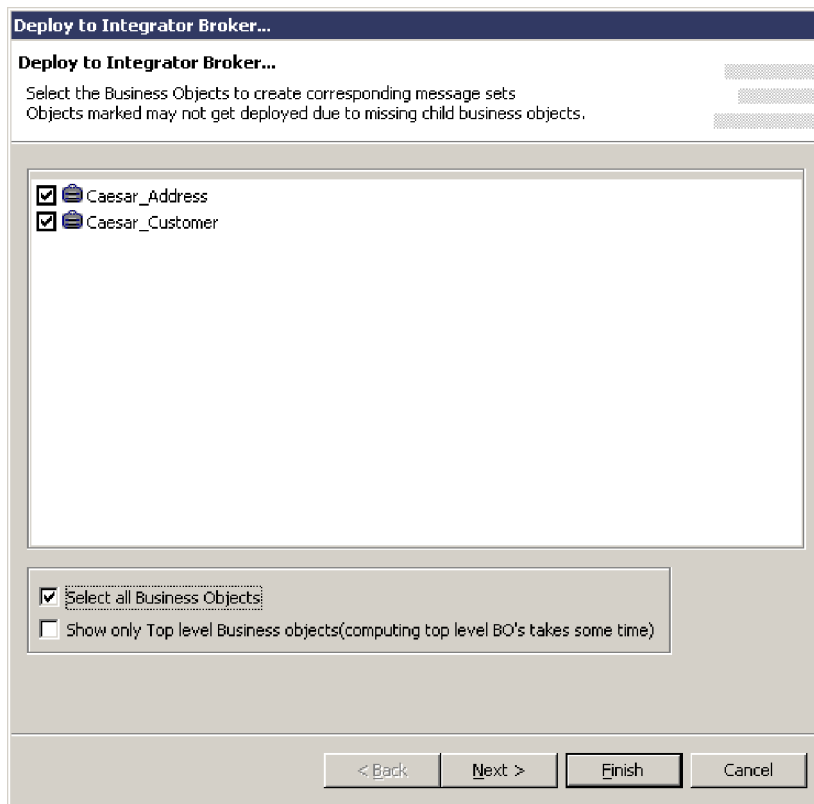 Deploy to Integrator Broker...
Deploy to Integrator Broker...
Select the Business Objects to create corresponding message sets
Objects marked may not get deployed due to missing child business objects.
Caesar_Address
Caesar_Customer
Select all Business Objects
Show only Top level Business objects(computing top level BO's takes some time)
< Back
Next >
Finish
Cancel